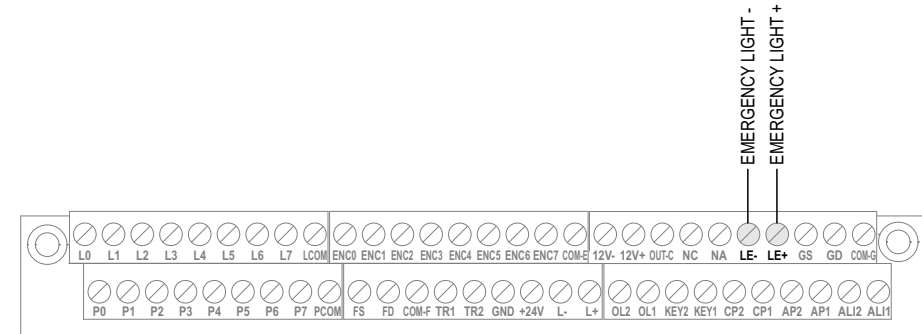 EMERGENCY LIGHT -
EMERGENCY LIGHT +
L0 L1 L2 L3 L4 L5 L6 L7 LCOM ENC0 ENC1 ENC2 ENC3 ENC4 ENC5 ENC6 ENC7 COM-E 12V- 12V+ OUT-C NC NA LE- LE+ GS GD COM-G
P0 P1 P2 P3 P4 P5 P6 P7 PCOM FS FD COM-F TR1 TR2 GND +24V L- L+ OL2 OL1 KEY2 KEY1 CP2 CP1 AP2 AP1 ALI2 ALI1